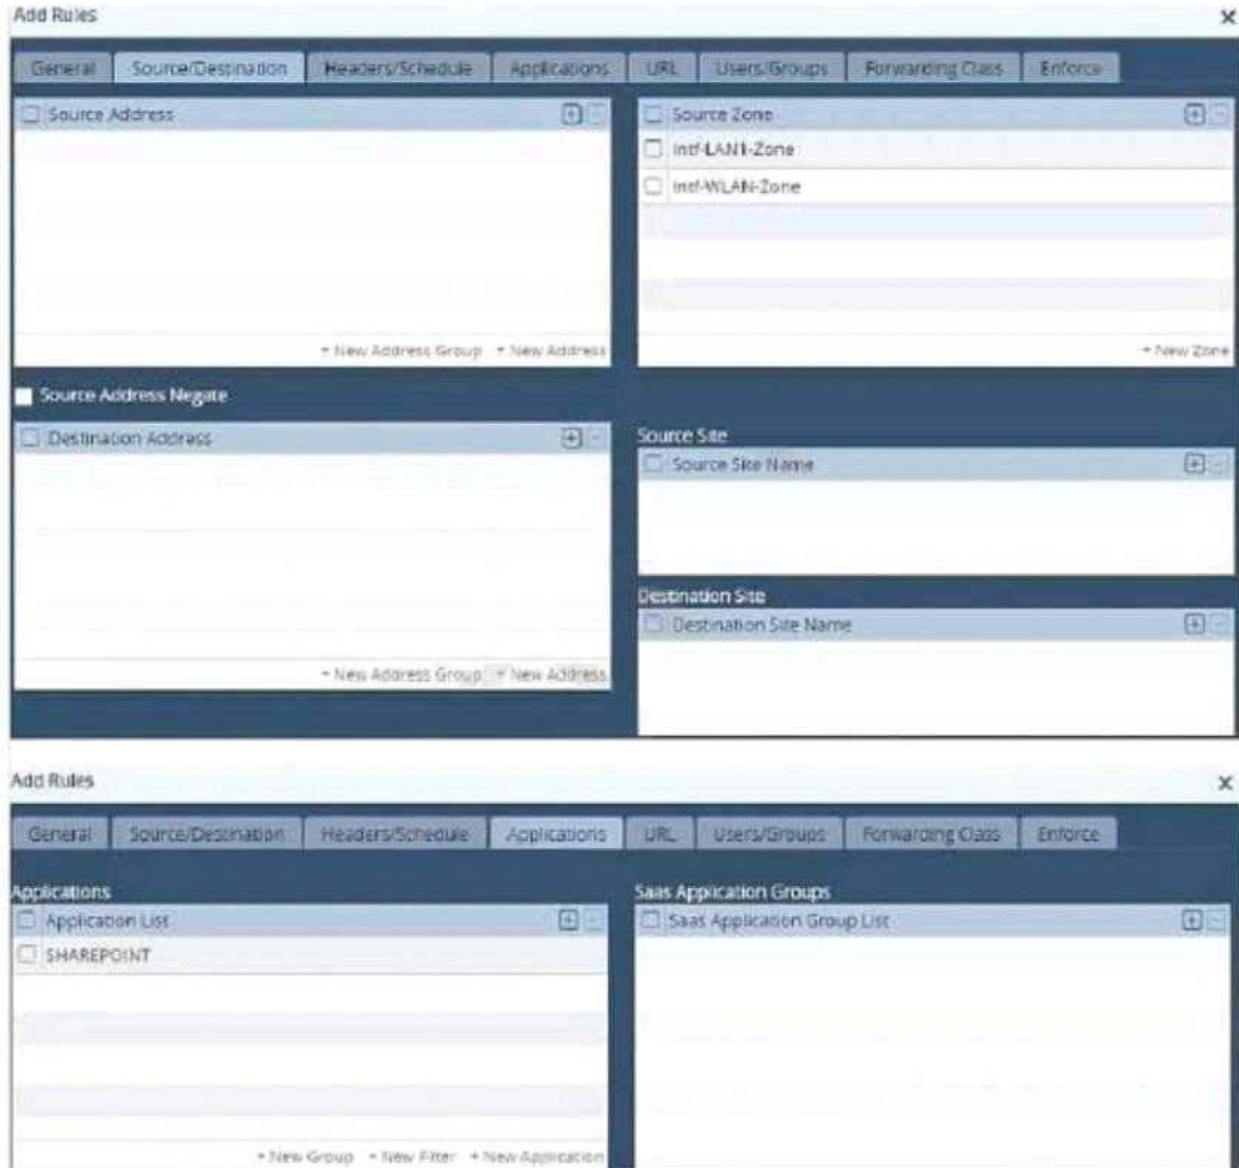 Add Rules
General Source/Destination Headers/Schedule Applications URL Users/Groups Forwarding Class Enforce
Source Address
+ New Address Group + New Address
Source Zone
Intf-LAN1-Zone
Intf-WLAN-Zone
+ New Zone
Source Address Negate
Destination Address
+ New Address Group + New Address
Source Site
Source Site Name
Destination Site
Destination Site Name
Add Rules
General Source/Destination Headers/Schedule Applications URL Users/Groups Forwarding Class Enforce
Applications
Application List
SHAREPOINT
+ New Group + New Filter + New Application
Saas Application Groups
Saas Application Group List